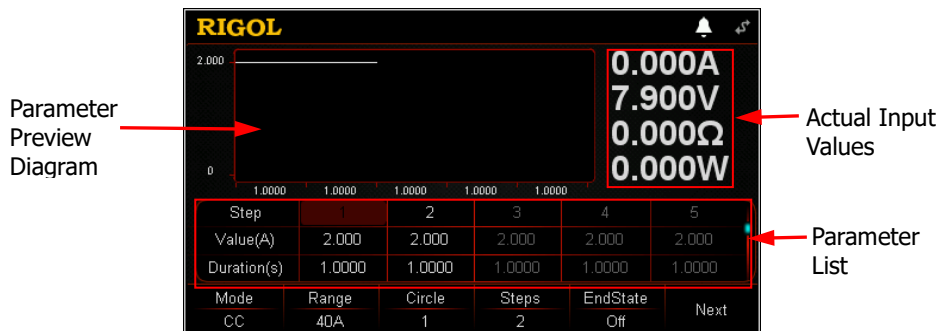 RIGOL
2.000
0
1.0000 1.0000 1.0000 1.0000 1.0000
0.000A
7.900V
0.000Ω
0.000W
Parameter
Preview
Diagram
Actual Input
Values
Step 1 2 3 4 5
Value(A) 2.000 2.000 2.000 2.000 2.000
Duration(s) 1.0000 1.0000 1.0000 1.0000 1.0000
Parameter
List
Mode Range Circle Steps EndState Next
CC 40A 1 2 Off